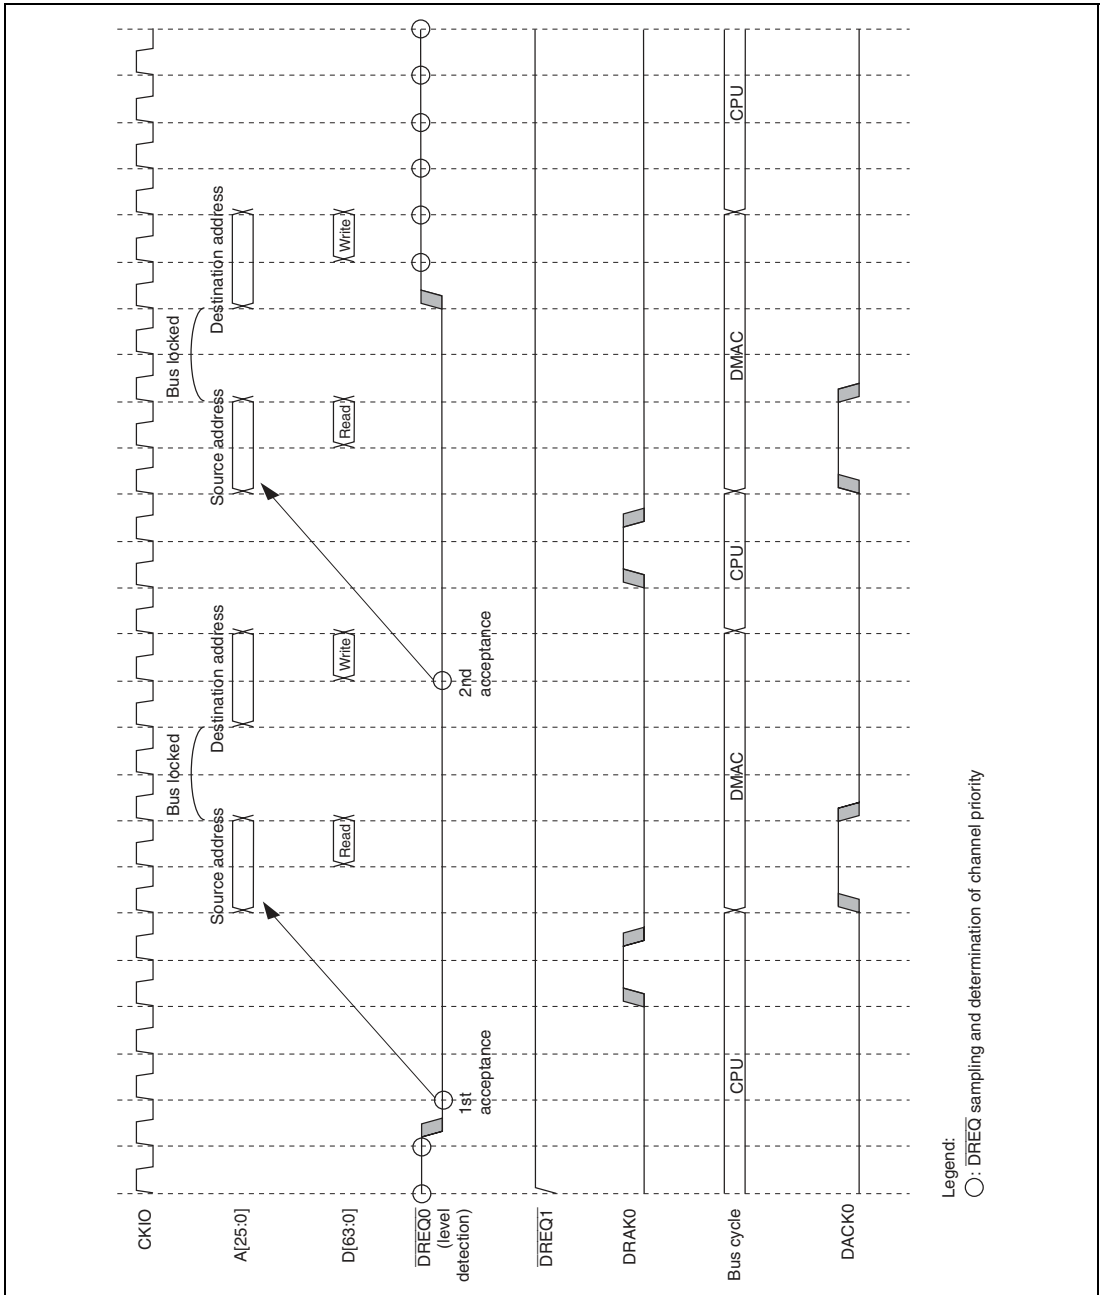 CKIO
Bus locked
Bus locked
A[25:0]
Source address
Destination address
Source address
Destination address
D[63:0]
Read
Write
Read
Write
DREQ0
(level
detection)
1st
acceptance
2nd
acceptance
DREQ1
DRAK0
Bus cycle
CPU
DMAC
CPU
DMAC
CPU
DACK0
Legend:
○: DREQ sampling and determination of channel priority